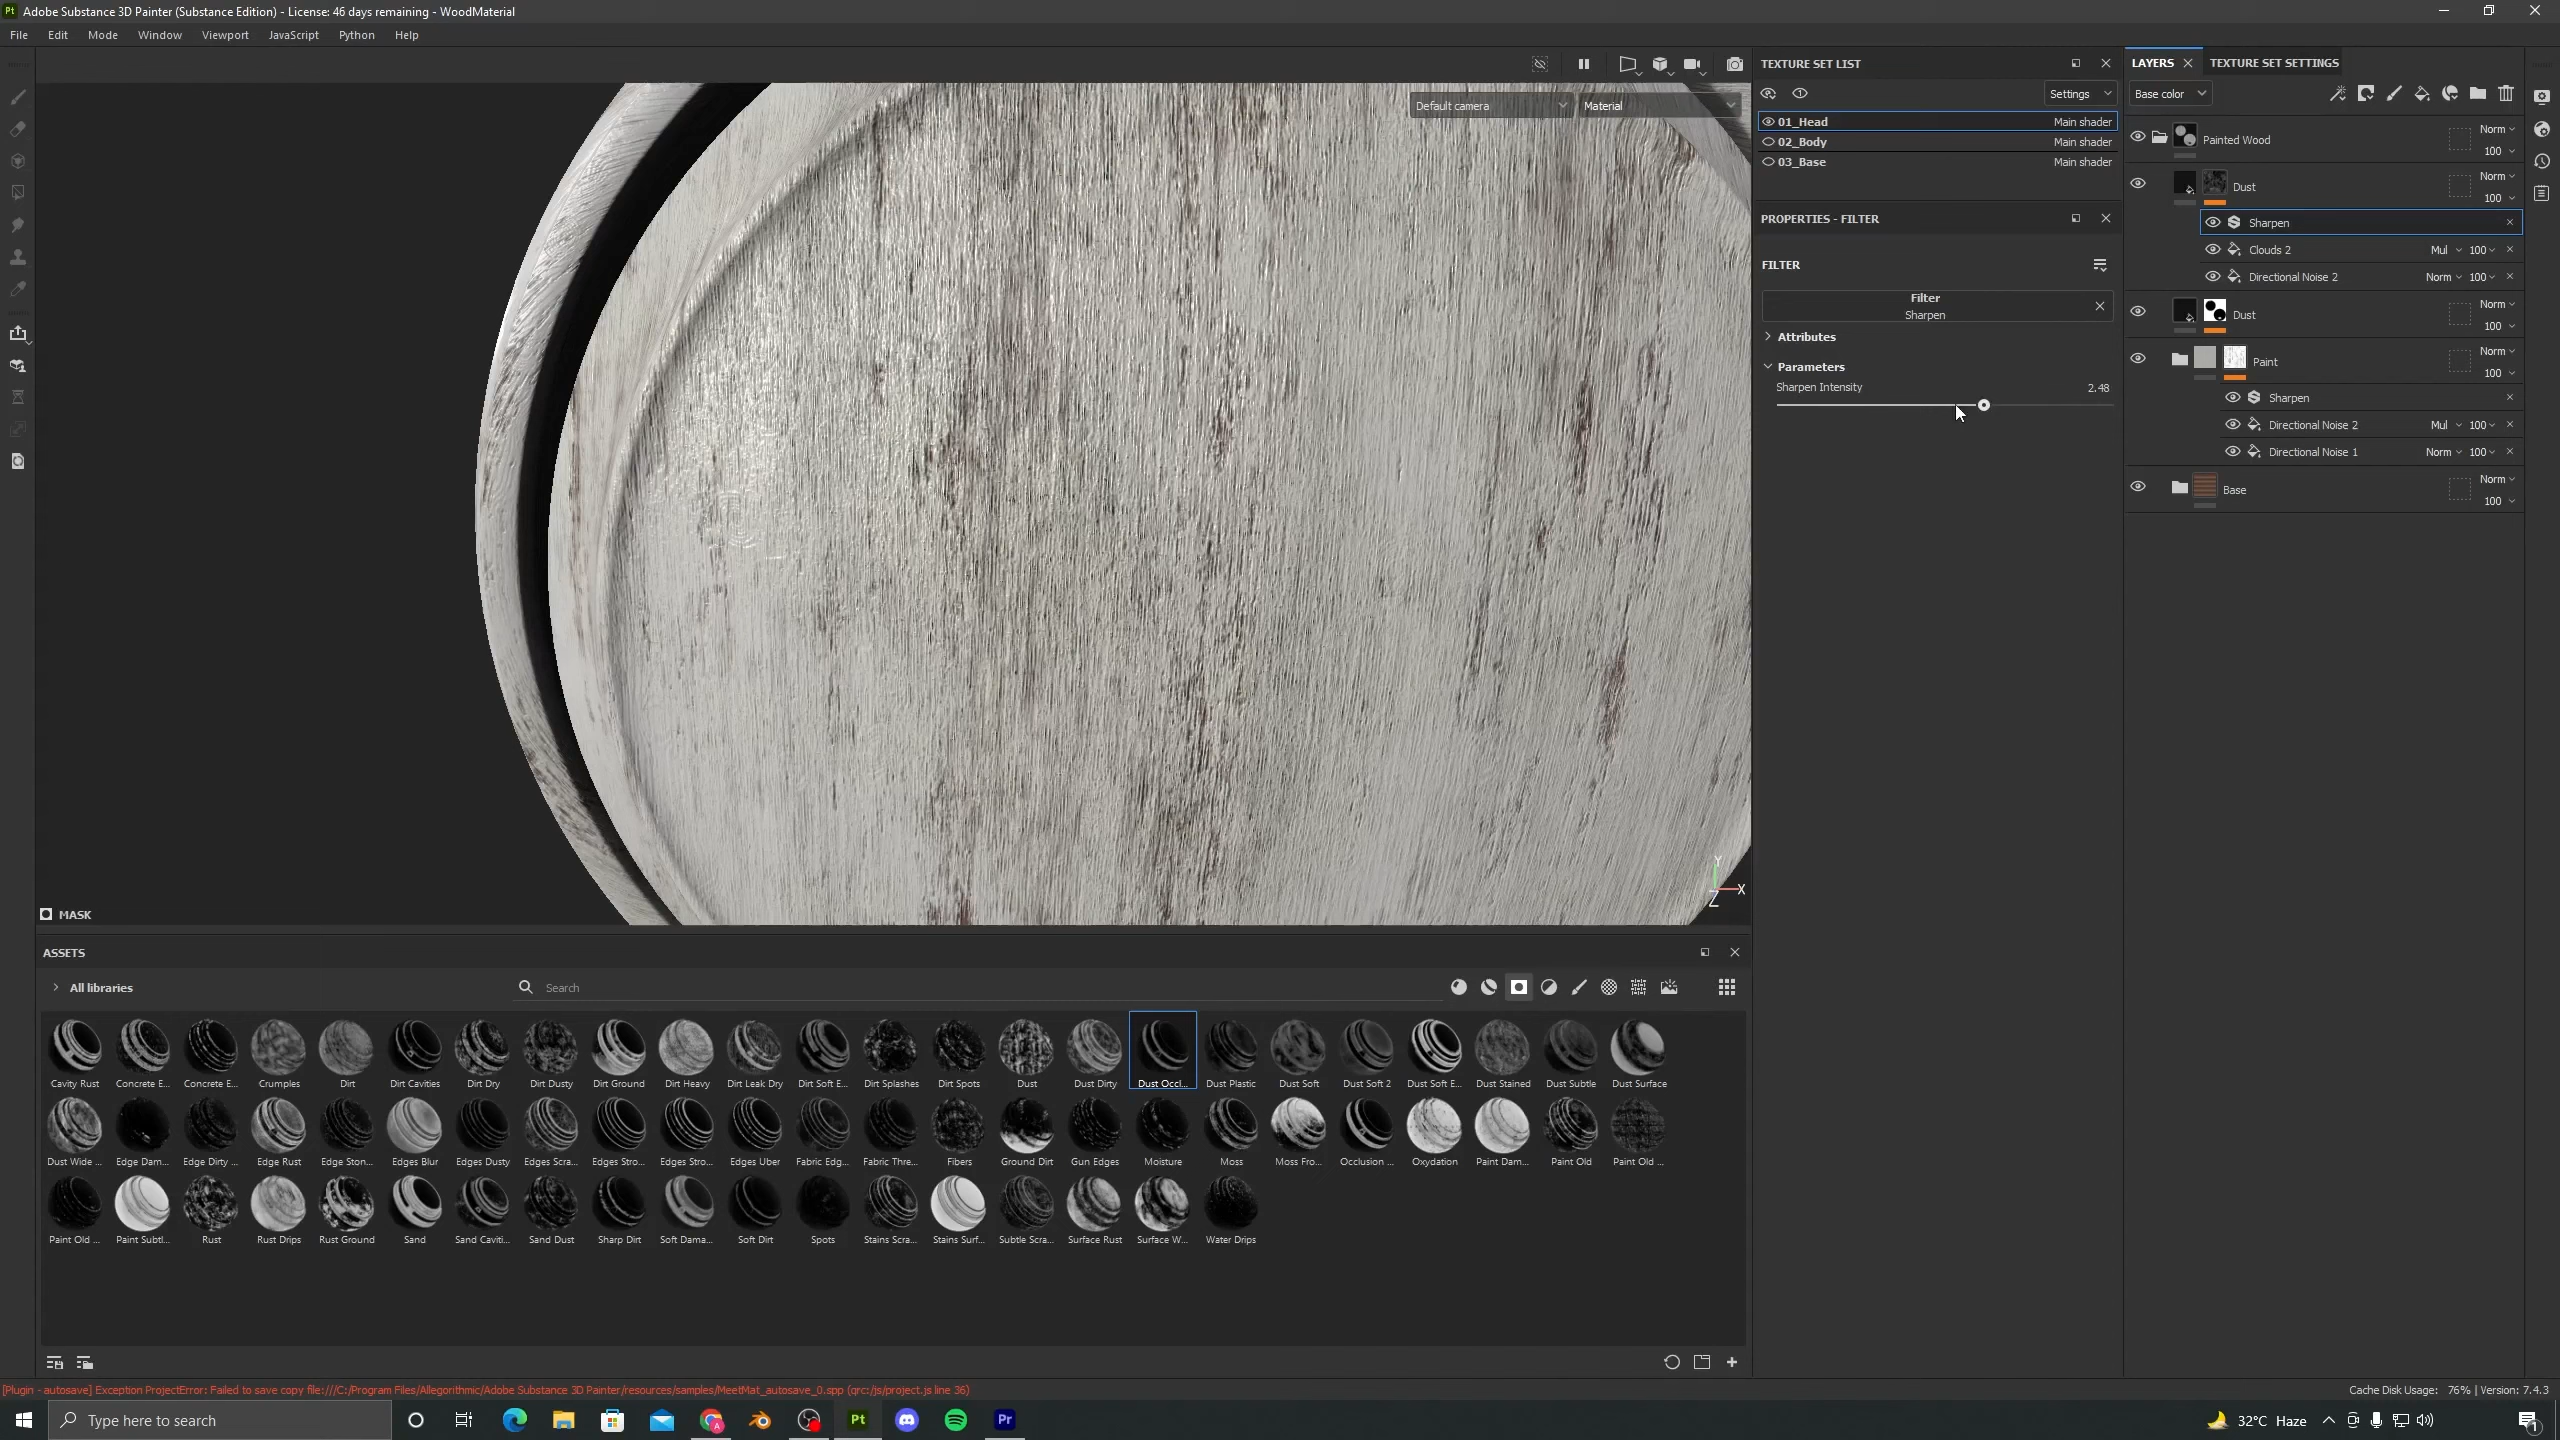 Adobe Substance 3D Painter (Substance Edition) - License: 46 days remaining - WoodMaterial
File Edit Mode Window Viewport JavaScript Python Help
Default camera Material
TEXTURE SET LIST
Settings
01_Head Main shader
02_Body Main shader
03_Base Main shader
PROPERTIES - FILTER
FILTER
Filter
Sharpen
Attributes
Parameters
Sharpen Intensity 2.48
LAYERS TEXTURE SET SETTINGS
Base color
Painted Wood Norm
100
Dust Norm
100
Sharpen
Clouds 2 Mul 100
Directional Noise 2 Norm 100
Dust Norm
100
Paint Norm
100
Sharpen
Directional Noise 2 Mul 100
Directional Noise 1 Norm 100
Base Norm
100
Y
X
Z
MASK
ASSETS
All libraries
Search
Cavity Rust Concrete E... Concrete E... Crumples Dirt Dirt Cavities Dirt Dry Dirt Dusty Dirt Ground Dirt Heavy Dirt Leak Dry Dirt Soft E... Dirt Splashes Dirt Spots Dust Dust Dirty Dust Occl... Dust Plastic Dust Soft Dust Soft 2 Dust Soft E... Dust Stained Dust Subtle Dust Surface
Dust Wide ... Edge Dam... Edge Dirty ... Edge Rust Edge Ston... Edges Blur Edges Dusty Edges Scra... Edges Stro... Edges Stro... Edges Uber Fabric Edg... Fabric Thre... Fibers Ground Dirt Gun Edges Moisture Moss Moss Fro... Occlusion ... Oxydation Paint Dam... Paint Old Paint Old ...
Paint Old ... Paint Subtl... Rust Rust Drips Rust Ground Sand Sand Caviti... Sand Dust Sharp Dirt Soft Dama... Soft Dirt Spots Stains Scra... Stains Surf... Subtle Scra... Surface Rust Surface W... Water Drips
[Plugin - autosave] Exception ProjectError: Failed to save copy file:///C:/Program Files/Allegorithmic/Adobe Substance 3D Painter/resources/samples/MeetMat_autosave_0.spp (qrc:/js/project.js line 36)
Cache Disk Usage: 76% | Version: 7.4.3
Type here to search
Pt
Pr
32°C Haze
1